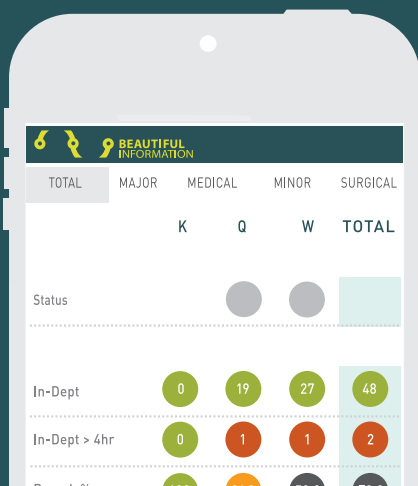 BEAUTIFUL
INFORMATION
TOTAL MAJOR MEDICAL MINOR SURGICAL
K Q W TOTAL
Status
In-Dept 0 19 27 48
In-Dept > 4hr 0 1 1 2